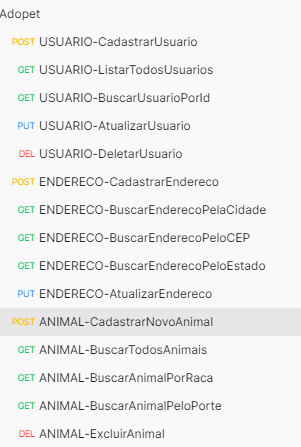 Adopet
POST USUARIO-CadastrarUsuario
GET USUARIO-ListarTodosUsuarios
GET USUARIO-BuscarUsuarioPorId
PUT USUARIO-AtualizarUsuario
DEL USUARIO-DeletarUsuario
POST ENDERECO-CadastrarEndereco
GET ENDERECO-BuscarEnderecoPelaCidade
GET ENDERECO-BuscarEnderecoPeloCEP
GET ENDERECO-BuscarEnderecoPeloEstado
PUT ENDERECO-AtualizarEndereco
POST ANIMAL-CadastrarNovoAnimal
GET ANIMAL-BuscarTodosAnimais
GET ANIMAL-BuscarAnimalPorRaca
GET ANIMAL-BuscarAnimalPeloPorte
DEL ANIMAL-ExcluirAnimal